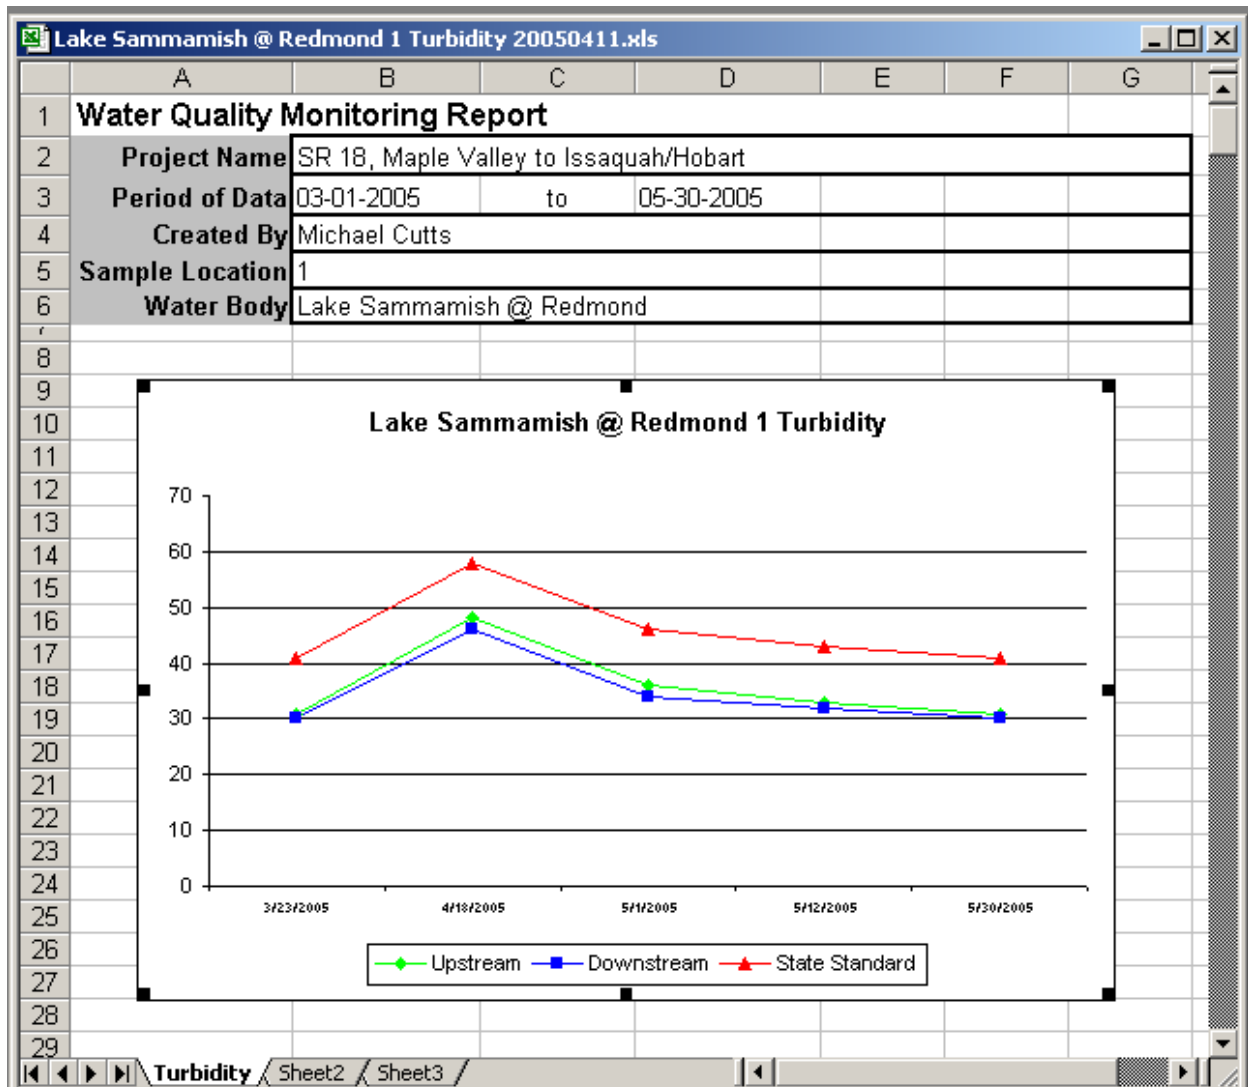 Lake Sammamish @ Redmond 1 Turbidity 20050411.xls
A B C D E F G
1 Water Quality Monitoring Report
2 Project Name SR 18, Maple Valley to Issaquah/Hobart
3 Period of Data 03-01-2005 to 05-30-2005
4 Created By Michael Cutts
5 Sample Location 1
6 Water Body Lake Sammamish @ Redmond
8
9
10
11
12
13
14
15
16
17
18
19
20
21
22
23
24
25
26
27
28
29
Lake Sammamish @ Redmond 1 Turbidity
70
60
50
40
30
20
10
0
3/23/2005 4/18/2005 5/1/2005 5/12/2005 5/30/2005
Upstream Downstream State Standard
Turbidity Sheet2 Sheet3